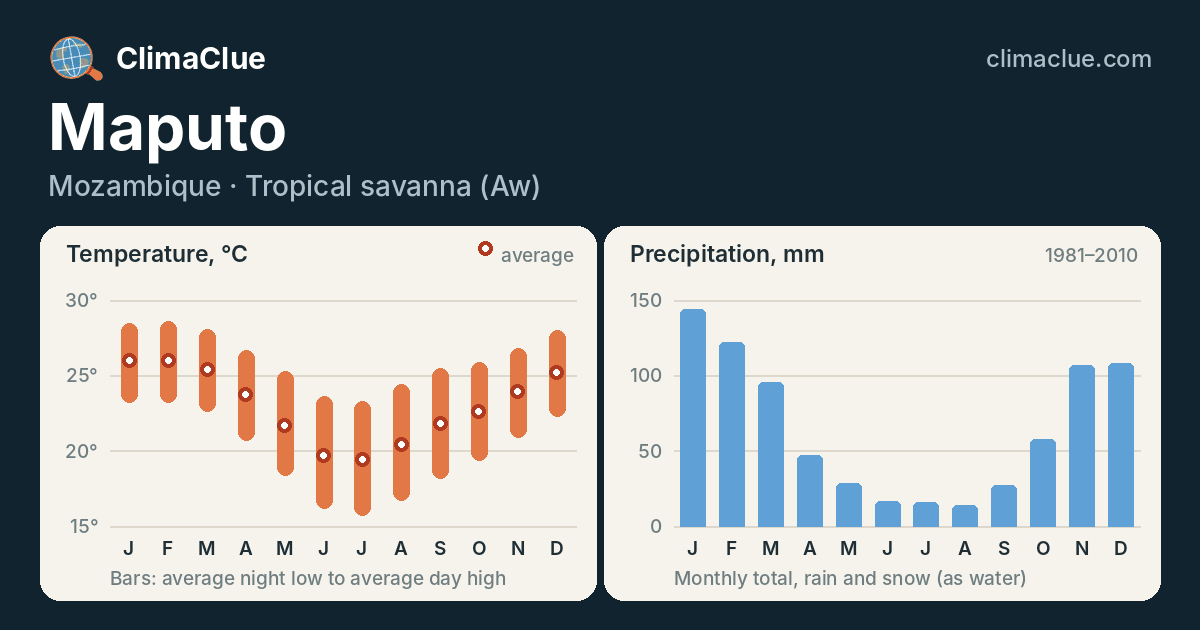 ClimaClue
climaclue.com
Maputo
Mozambique · Tropical savanna (Aw)
Temperature, °C
average
30°
25°
20°
15°
J F M A M J J A S O N D
Bars: average night low to average day high
Precipitation, mm
1981–2010
150
100
50
0
J F M A M J J A S O N D
Monthly total, rain and snow (as water)